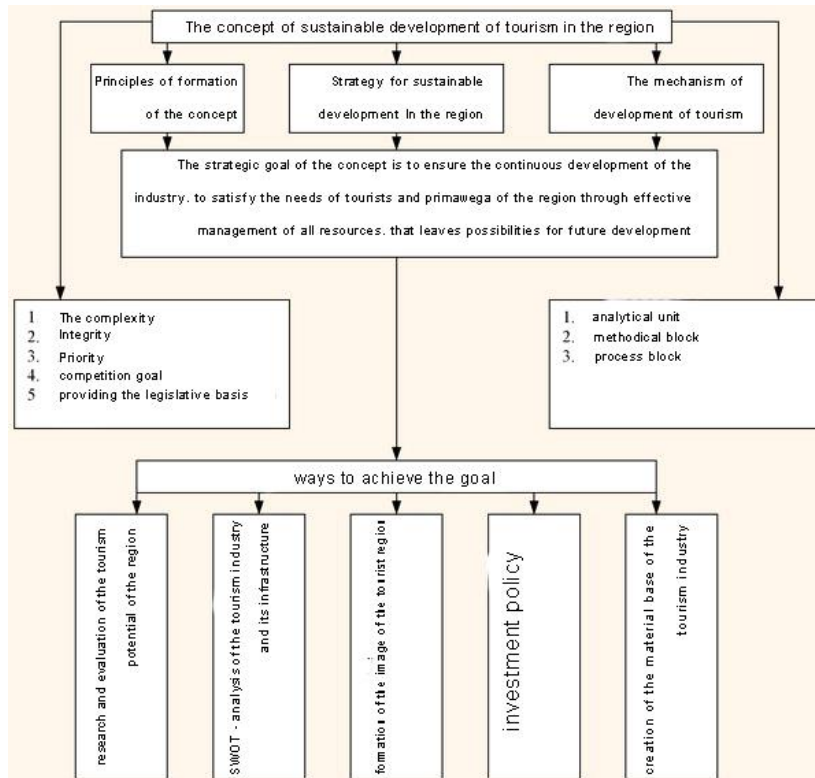 The concept of sustainable development of tourism in the region
Principles of formation
of the concept
Strategy for sustainable
development In the region
The mechanism of
development of tourism
The strategic goal of the concept is to ensure the continuous development of the
industry. to satisfy the needs of tourists and primawega of the region through effective
management of all resources. that leaves possibilities for future development
1 The complexity
2. Integrity
3. Priority
4. competition goal
5 providing the legislative basis
1. analytical unit
2. methodical block
3. process block
ways to achieve the goal
research and evaluation of the tourism
potential of the region
SWOT - analysis of the tourism industry
and its infrastructure
formation of the image of the tourist region
investment policy
creation of the material base of the
tourism industry